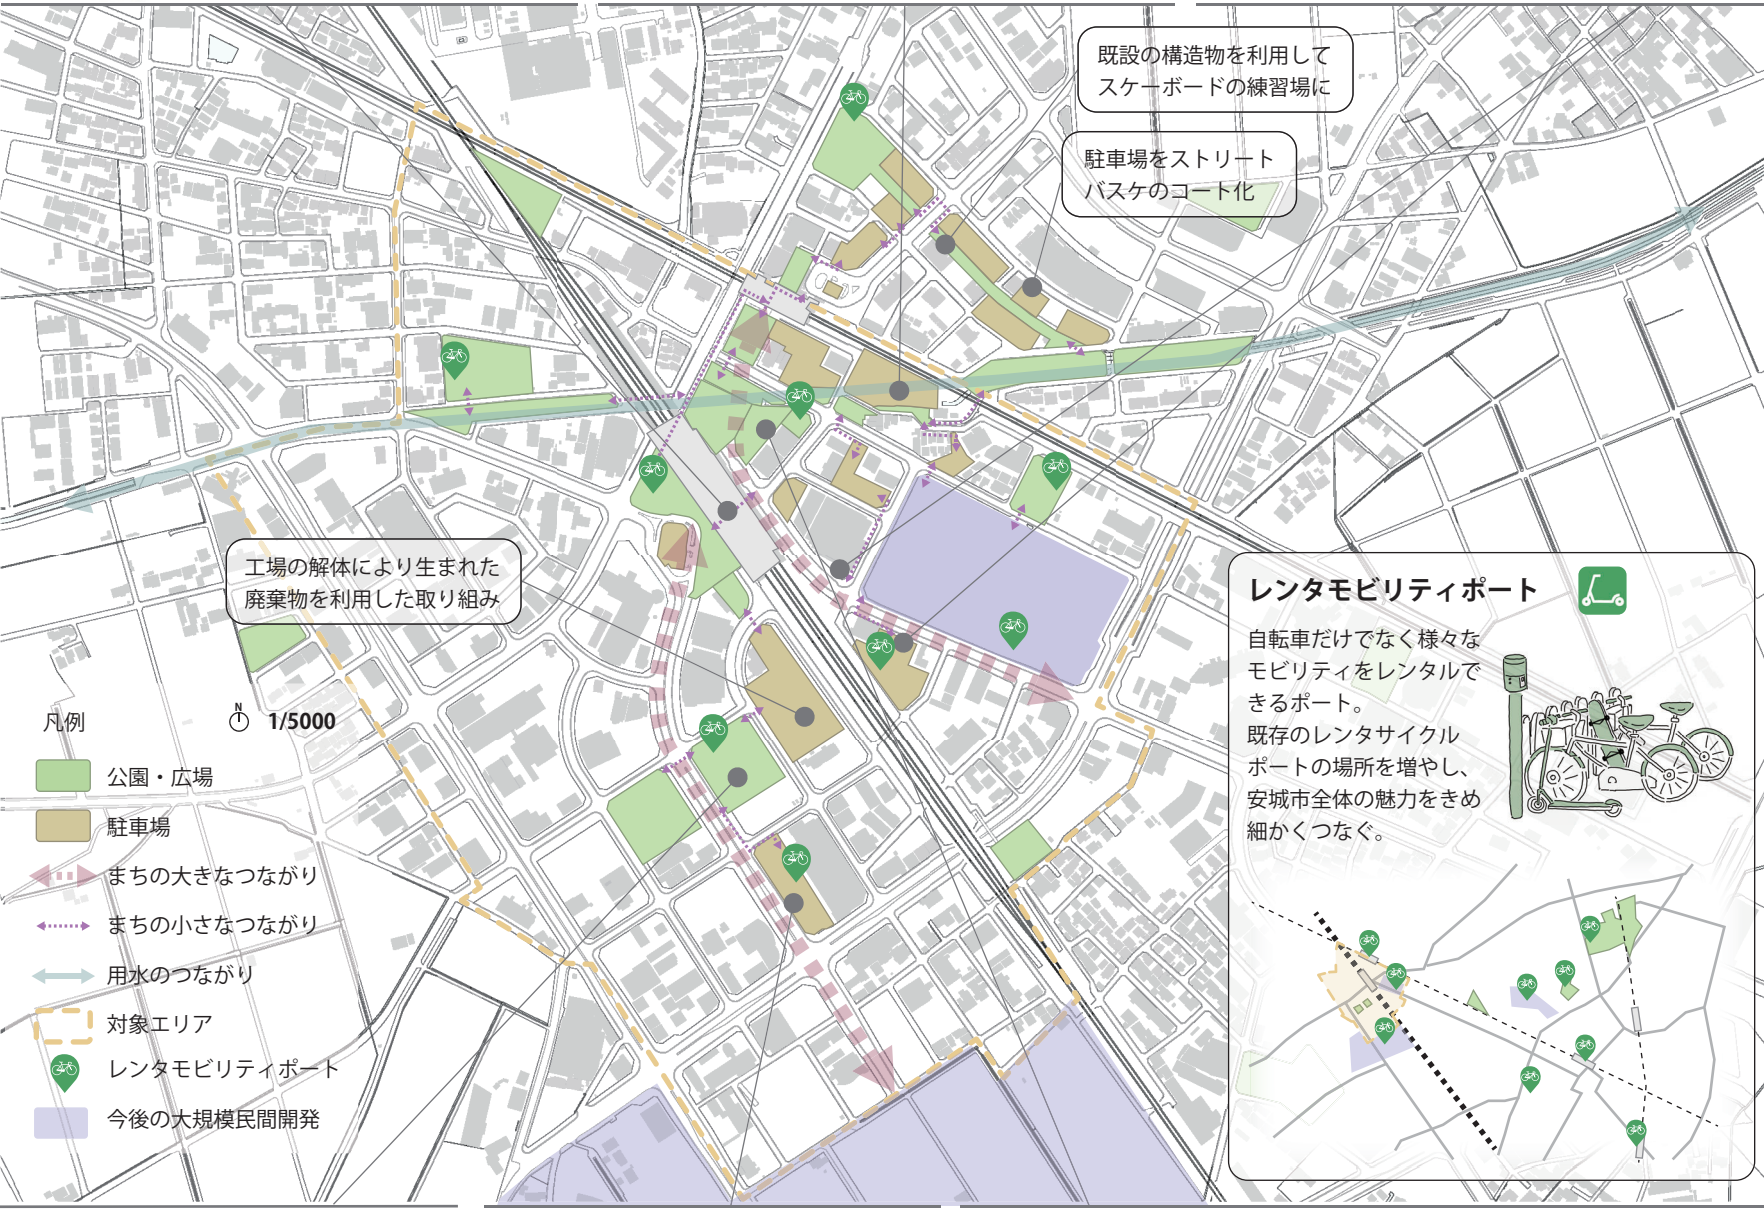 既設の構造物を利用して
スケーボードの練習場に
駐車場をストリート
バスケのコート化
工場の解体により生まれた
廃棄物を利用した取り組み
凡例
N
1/5000
公園・広場
駐車場
まちの大きなつながり
まちの小さなつながり
用水のつながり
対象エリア
レンタモビリティポート
今後の大規模民間開発
レンタモビリティポート
自転車だけでなく様々な
モビリティをレンタルで
きるポート。
既存のレンタサイクル
ポートの場所を増やし、
安城市全体の魅力をきめ
細かくつなぐ。